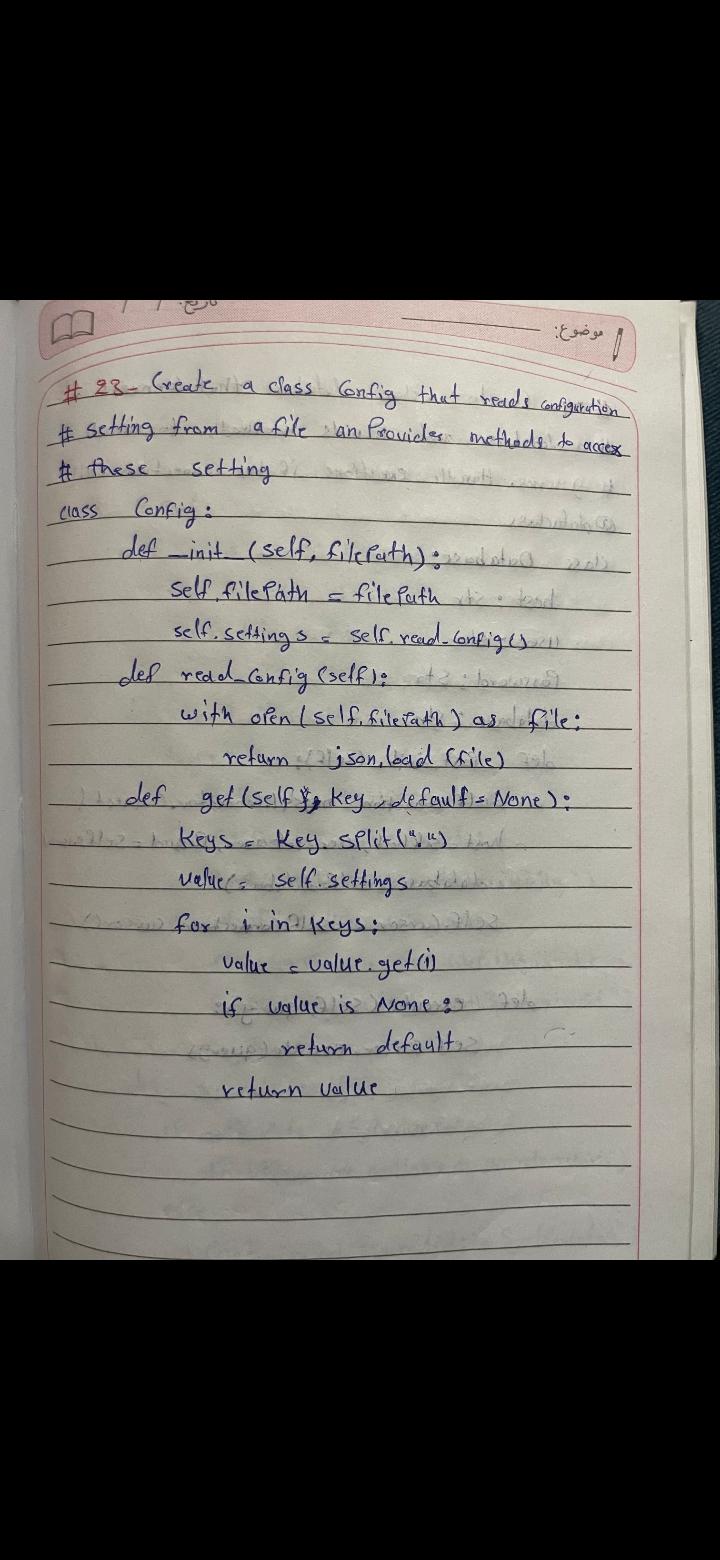 تاریخ: / /
موضوع:
# 23- Create a class Config that reads configuration
# setting from a file an Provides methods to access
# these setting
class Config:
def _init_(self, filePath):
self.filePath = filePath
self.settings = self.read_Config()
def read_Config(self):
with open(self.filePath) as file:
return json.load(file)
def get(self, key, default=None):
keys = key.split(".")
value = self.settings
for i in keys:
value = value.get(i)
if value is None:
return default
return value